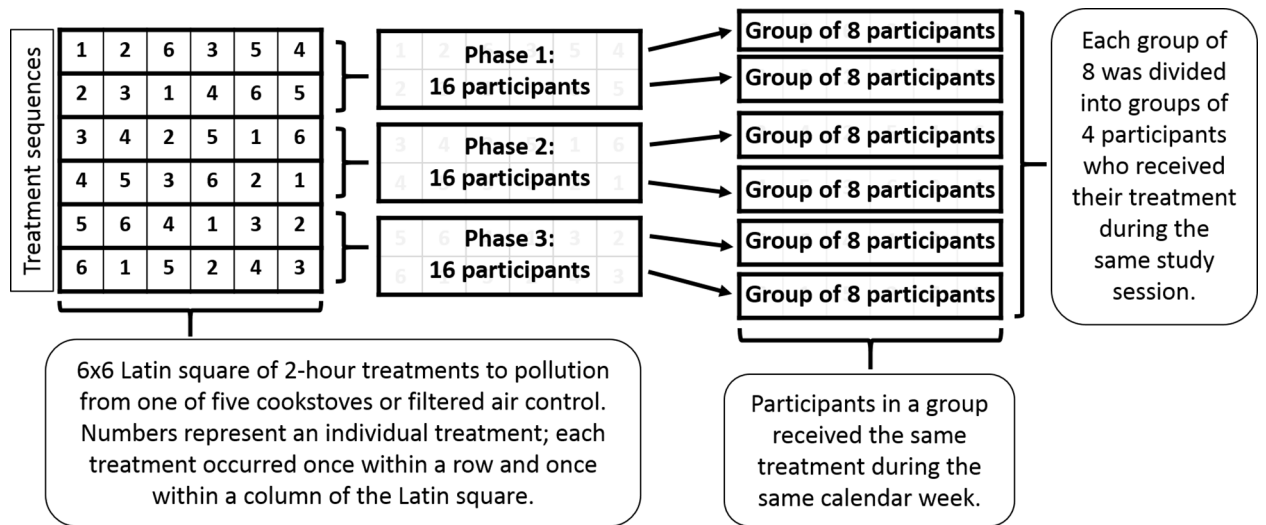 Treatment sequences
1 2 6 3 5 4
2 3 1 4 6 5
3 4 2 5 1 6
4 5 3 6 2 1
5 6 4 1 3 2
6 1 5 2 4 3
Phase 1:
16 participants
Phase 2:
16 participants
Phase 3:
16 participants
Group of 8 participants
Group of 8 participants
Group of 8 participants
Group of 8 participants
Group of 8 participants
Group of 8 participants
Each group of
8 was divided
into groups of
4 participants
who received
their treatment
during the
same study
session.
6x6 Latin square of 2-hour treatments to pollution
from one of five cookstoves or filtered air control.
Numbers represent an individual treatment; each
treatment occurred once within a row and once
within a column of the Latin square.
Participants in a group
received the same
treatment during the
same calendar week.